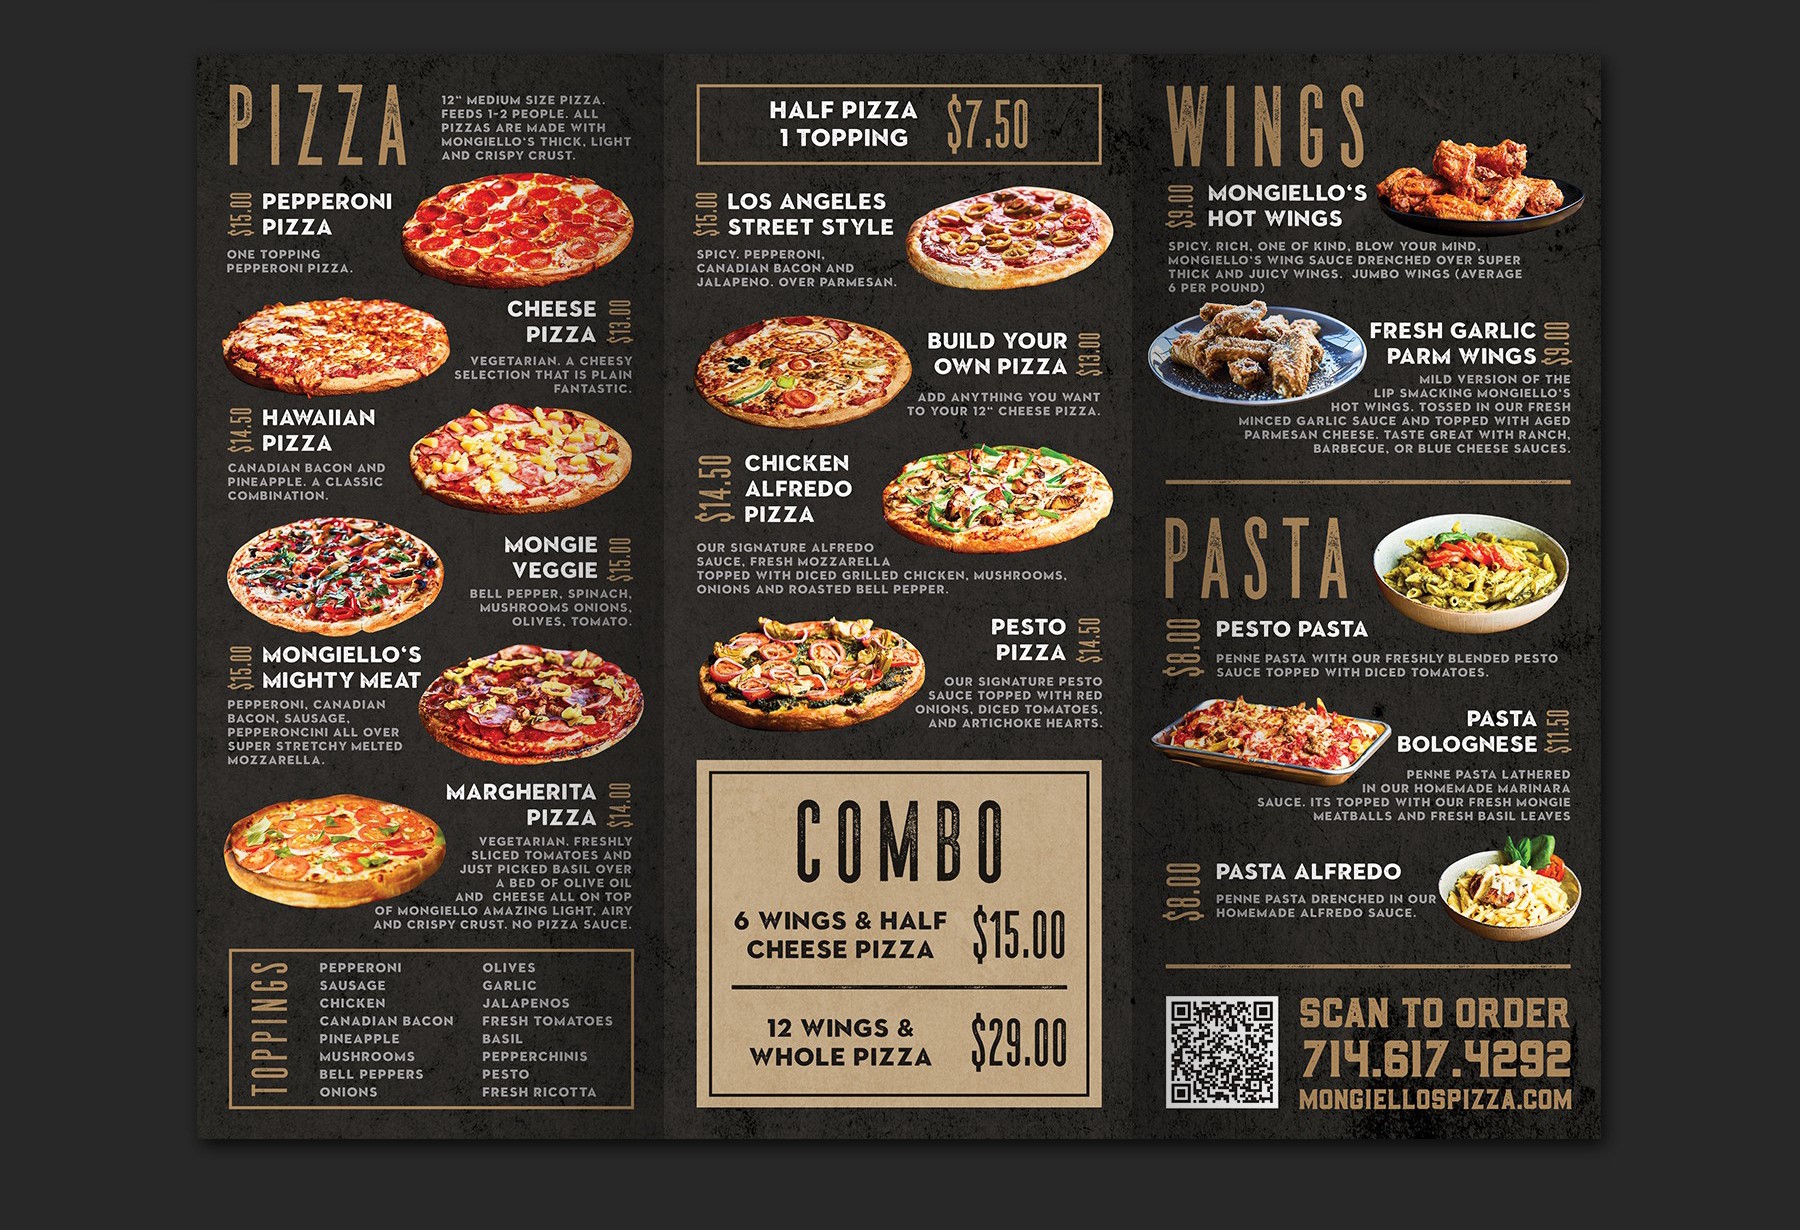 PIZZA
12" MEDIUM SIZE PIZZA.
FEEDS 1-2 PEOPLE. ALL
PIZZAS ARE MADE WITH
MONGIELLO'S THICK, LIGHT
AND CRISPY CRUST.
$15.00
PEPPERONI
PIZZA
ONE TOPPING
PEPPERONI PIZZA.
CHEESE
PIZZA
$13.00
VEGETARIAN. A CHEESY
SELECTION THAT IS PLAIN
FANTASTIC.
$14.50
HAWAIIAN
PIZZA
CANADIAN BACON AND
PINEAPPLE. A CLASSIC
COMBINATION.
MONGIE
VEGGIE
$15.00
BELL PEPPER, SPINACH,
MUSHROOMS ONIONS,
OLIVES, TOMATO.
$15.00
MONGIELLO'S
MIGHTY MEAT
PEPPERONI, CANADIAN
BACON, SAUSAGE,
PEPPERONCINI ALL OVER
SUPER STRETCHY MELTED
MOZZARELLA.
MARGHERITA
PIZZA
$14.00
VEGETARIAN. FRESHLY
SLICED TOMATOES AND
JUST PICKED BASIL OVER
A BED OF OLIVE OIL
AND CHEESE ALL ON TOP
OF MONGIELLO AMAZING LIGHT, AIRY
AND CRISPY CRUST. NO PIZZA SAUCE.
TOPPINGS
PEPPERONI
SAUSAGE
CHICKEN
CANADIAN BACON
PINEAPPLE
MUSHROOMS
BELL PEPPERS
ONIONS
OLIVES
GARLIC
JALAPENOS
FRESH TOMATOES
BASIL
PEPPERCHINIS
PESTO
FRESH RICOTTA
HALF PIZZA
1 TOPPING
$7.50
$15.00
LOS ANGELES
STREET STYLE
SPICY. PEPPERONI,
CANADIAN BACON AND
JALAPENO. OVER PARMESAN.
BUILD YOUR
OWN PIZZA
$13.00
ADD ANYTHING YOU WANT
TO YOUR 12" CHEESE PIZZA.
$14.50
CHICKEN
ALFREDO
PIZZA
OUR SIGNATURE ALFREDO
SAUCE, FRESH MOZZARELLA
TOPPED WITH DICED GRILLED CHICKEN, MUSHROOMS,
ONIONS AND ROASTED BELL PEPPER.
PESTO
PIZZA
$14.50
OUR SIGNATURE PESTO
SAUCE TOPPED WITH RED
ONIONS, DICED TOMATOES,
AND ARTICHOKE HEARTS.
COMBO
6 WINGS & HALF
CHEESE PIZZA
$15.00
12 WINGS &
WHOLE PIZZA
$29.00
WINGS
$9.00
MONGIELLO'S
HOT WINGS
SPICY. RICH, ONE OF KIND, BLOW YOUR MIND,
MONGIELLO'S WING SAUCE DRENCHED OVER SUPER
THICK AND JUICY WINGS. JUMBO WINGS (AVERAGE
6 PER POUND)
FRESH GARLIC
PARM WINGS
$9.00
MILD VERSION OF THE
LIP SMACKING MONGIELLO'S
HOT WINGS. TOSSED IN OUR FRESH
MINCED GARLIC SAUCE AND TOPPED WITH AGED
PARMESAN CHEESE. TASTE GREAT WITH RANCH,
BARBECUE, OR BLUE CHEESE SAUCES.
PASTA
$8.00
PESTO PASTA
PENNE PASTA WITH OUR FRESHLY BLENDED PESTO
SAUCE TOPPED WITH DICED TOMATOES.
PASTA
BOLOGNESE
$11.50
PENNE PASTA LATHERED
IN OUR HOMEMADE MARINARA
SAUCE. ITS TOPPED WITH OUR FRESH MONGIE
MEATBALLS AND FRESH BASIL LEAVES
$8.00
PASTA ALFREDO
PENNE PASTA DRENCHED IN OUR
HOMEMADE ALFREDO SAUCE.
SCAN TO ORDER
714.617.4292
MONGIELLOSPIZZA.COM